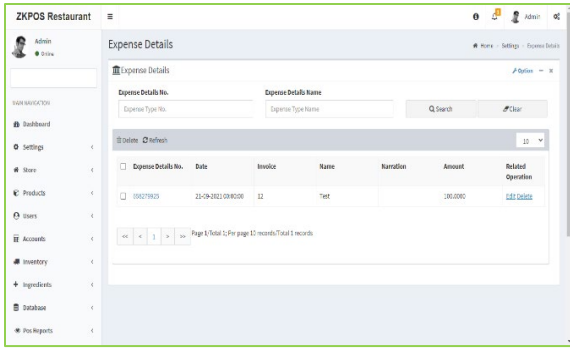 ZKPOS Restaurant
Admin
Admin
Online
MAIN NAVIGATION
Dashboard
Settings
Store
Products
Users
Accounts
Inventory
Ingredients
Database
Pos Reports
Expense Details
Home - Settings - Expense Details
Expense Details
Option
Expense Details No.
Expense Details Name
Expense Type No.
Expense Type Name
Search
Clear
Delete Refresh
10
Expense Details No. Date Invoice Name Narration Amount Related Operation
21-09-2021 00:00:00 12 Test 100.0000 Edit Delete
<< < 1 > >> Page 1/Total 1; Per page 10 records/Total 1 records